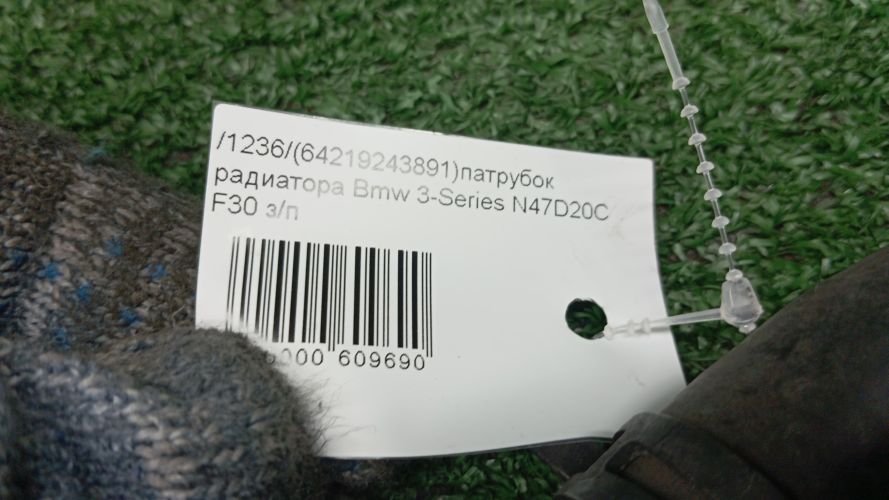 /1236/(64219243891)патрубок
радиатора Bmw 3-Series N47D20C
F30 з/п
000 609690